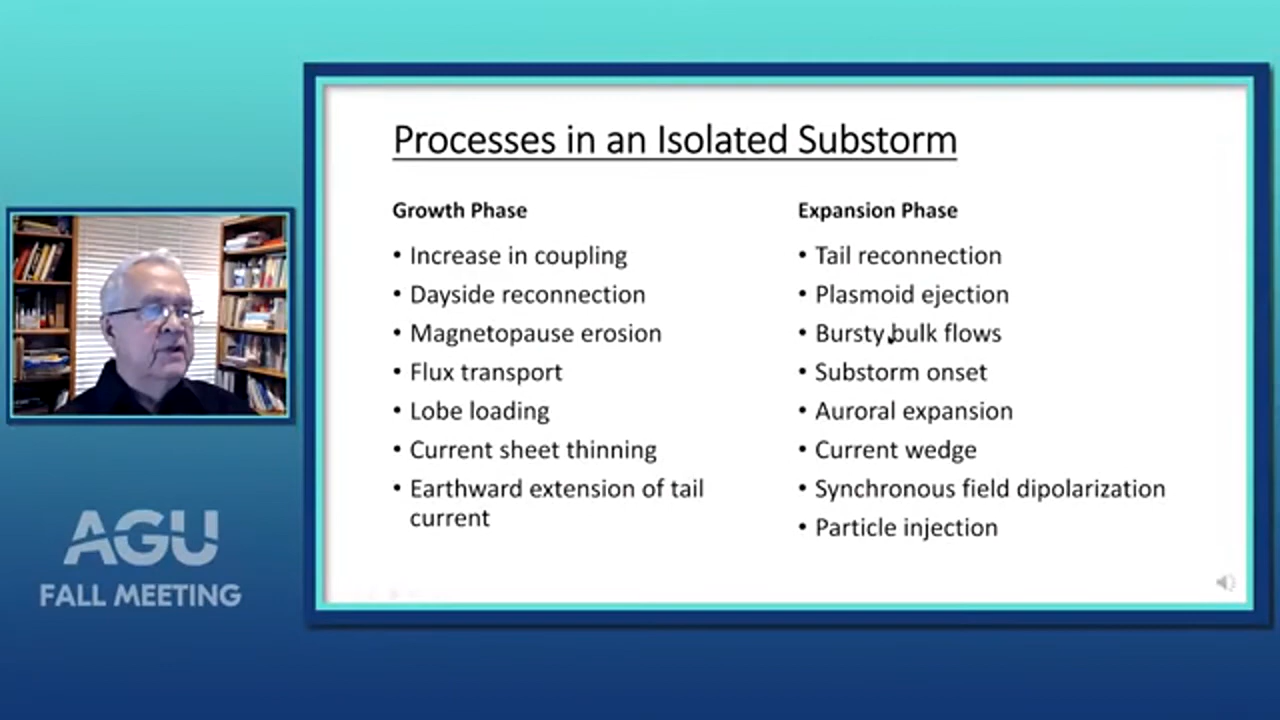 Processes in an Isolated Substorm
Growth Phase
• Increase in coupling
• Dayside reconnection
• Magnetopause erosion
• Flux transport
• Lobe loading
• Current sheet thinning
• Earthward extension of tail
current
Expansion Phase
• Tail reconnection
• Plasmoid ejection
• Bursty bulk flows
• Substorm onset
• Auroral expansion
• Current wedge
• Synchronous field dipolarization
• Particle injection
AGU
FALL MEETING